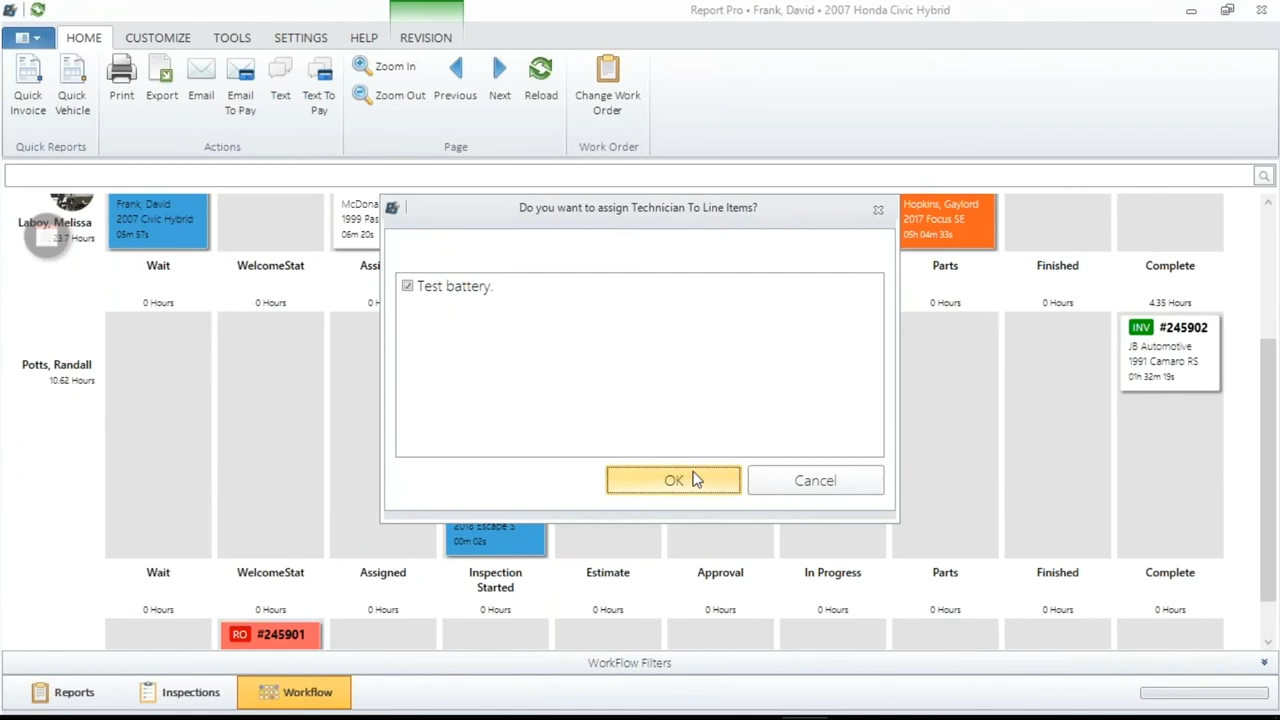 Report Pro • Frank, David • 2007 Honda Civic Hybrid
HOME CUSTOMIZE TOOLS SETTINGS HELP REVISION
Quick Invoice
Quick Vehicle
Print
Export
Email
Email To Pay
Text
Text To Pay
Zoom In
Zoom Out
Previous
Next
Reload
Change Work Order
Quick Reports Actions Page Work Order
Laboy, Melissa
23.7 Hours
Frank, David
2007 Civic Hybrid
05m 57s
McDona
1999 Pas
06m 20s
Do you want to assign Technician To Line Items?
Test battery.
OK Cancel
Hopkins, Gaylord
2017 Focus SE
05h 04m 33s
Wait WelcomeStat Assi Parts Finished Complete
0 Hours 0 Hours 0 Hours 0 Hours 4.35 Hours
Potts, Randall
10.62 Hours
INV #245902
JB Automotive
1991 Camaro RS
01h 32m 19s
2018 Escape S
00m 02s
Wait WelcomeStat Assigned Inspection Started Estimate Approval In Progress Parts Finished Complete
0 Hours 0 Hours 0 Hours 0 Hours 0 Hours 0 Hours 0 Hours 0 Hours 0 Hours 0 Hours
RO #245901
WorkFlow Filters
Reports Inspections Workflow